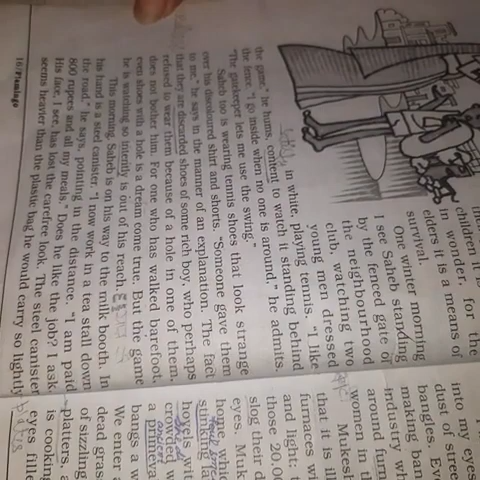 children it is
in wonder, for the
elders it is a means of
survival.
One winter morning
I see Saheb standing
by the fenced gate of
the neighbourhood
club, watching two
young men dressed
in white, playing tennis. "I like
the game," he hums, content to watch it standing behind
the fence. "I go inside when no one is around," he admits.
"The gatekeeper lets me use the swing."
Saheb too is wearing tennis shoes that look strange
over his discoloured shirt and shorts. "Someone gave them
to me," he says in the manner of an explanation. The fact
that they are discarded shoes of some rich boy, who perhaps
refused to wear them because of a hole in one of them,
does not bother him. For one who has walked barefoot,
even shoes with a hole is a dream come true. But the game
he is watching so intently is out of his reach.
This morning, Saheb is on his way to the milk booth. In
his hand is a steel canister. "I now work in a tea stall down
the road," he says, pointing in the distance. "I am paid
800 rupees and all my meals." Does he like the job? I ask.
His face, I see, has lost the carefree look. The steel canister
seems heavier than the plastic bag he would carry so lightly
16/Flamingo
into my eyes
dust of street
bangles. Eve
making ban
industry wh
around furn
women in th
Mukesh
that it is ill
furnaces wi
and light; t
those 20,00
slog their d
eyes. Muk
home, whic
stinking la
hovels wit
crowded w
a primeva
bangs a w
We enter a
dead grass
of sizzling
platters, a
is cooking
eyes fille